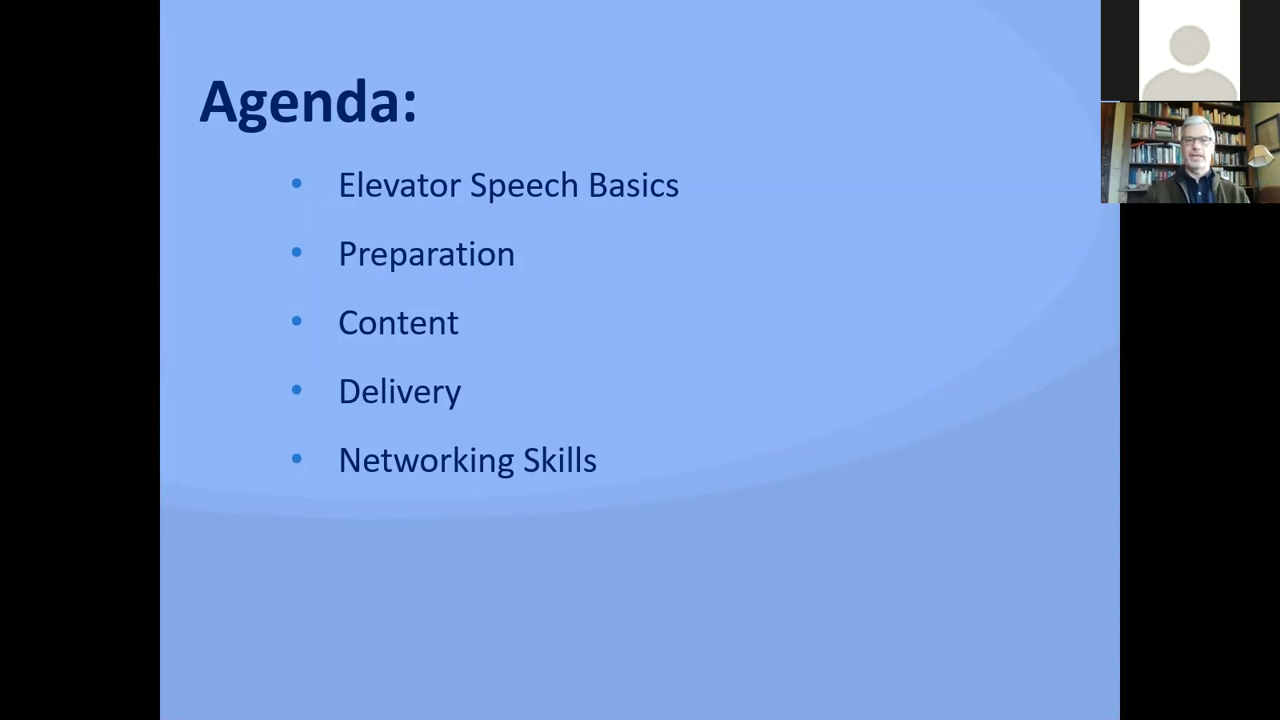 Agenda:
• Elevator Speech Basics
• Preparation
• Content
• Delivery
• Networking Skills